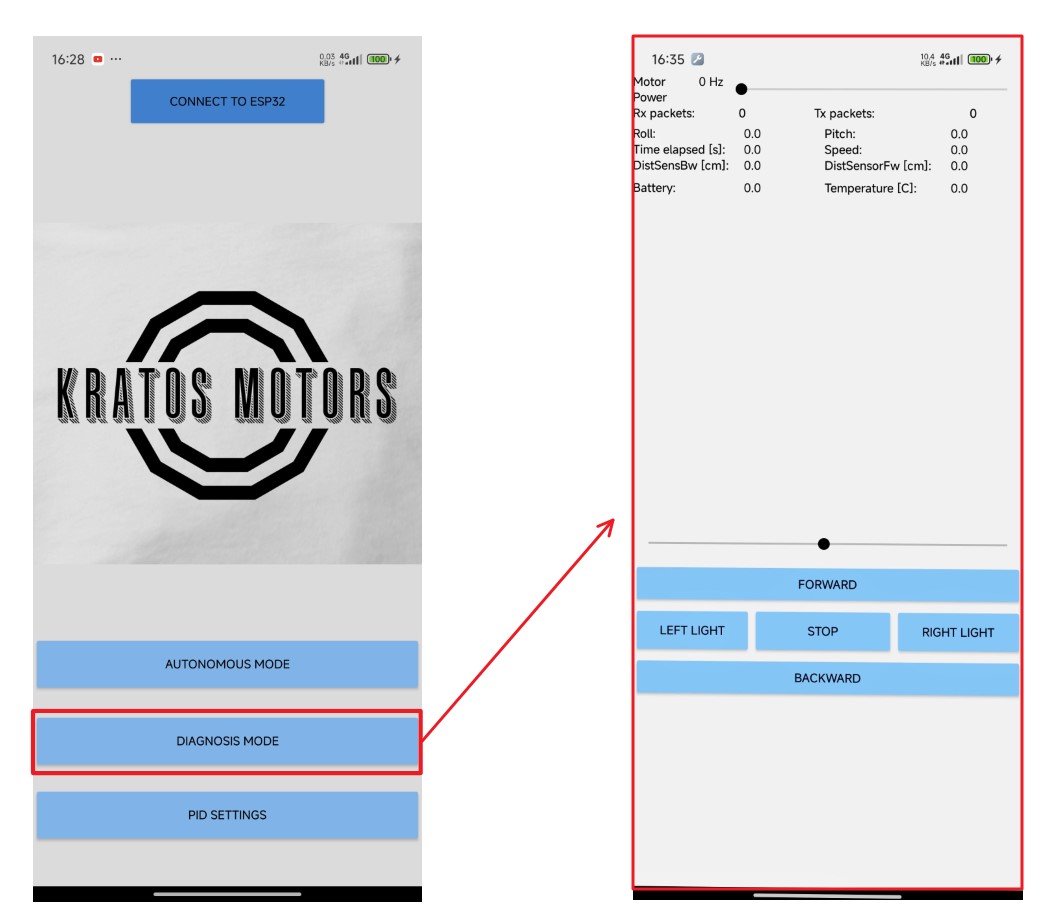 16:28 ... 0,03 KB/s 4G 100
CONNECT TO ESP32
KRATOS MOTORS
AUTONOMOUS MODE
DIAGNOSIS MODE
PID SETTINGS
16:35 10,4 KB/s 4G 100
Motor Power 0 Hz
Rx packets: 0 Tx packets: 0
Roll: 0.0 Pitch: 0.0
Time elapsed [s]: 0.0 Speed: 0.0
DistSensBw [cm]: 0.0 DistSensorFw [cm]: 0.0
Battery: 0.0 Temperature [C]: 0.0
FORWARD
LEFT LIGHT STOP RIGHT LIGHT
BACKWARD